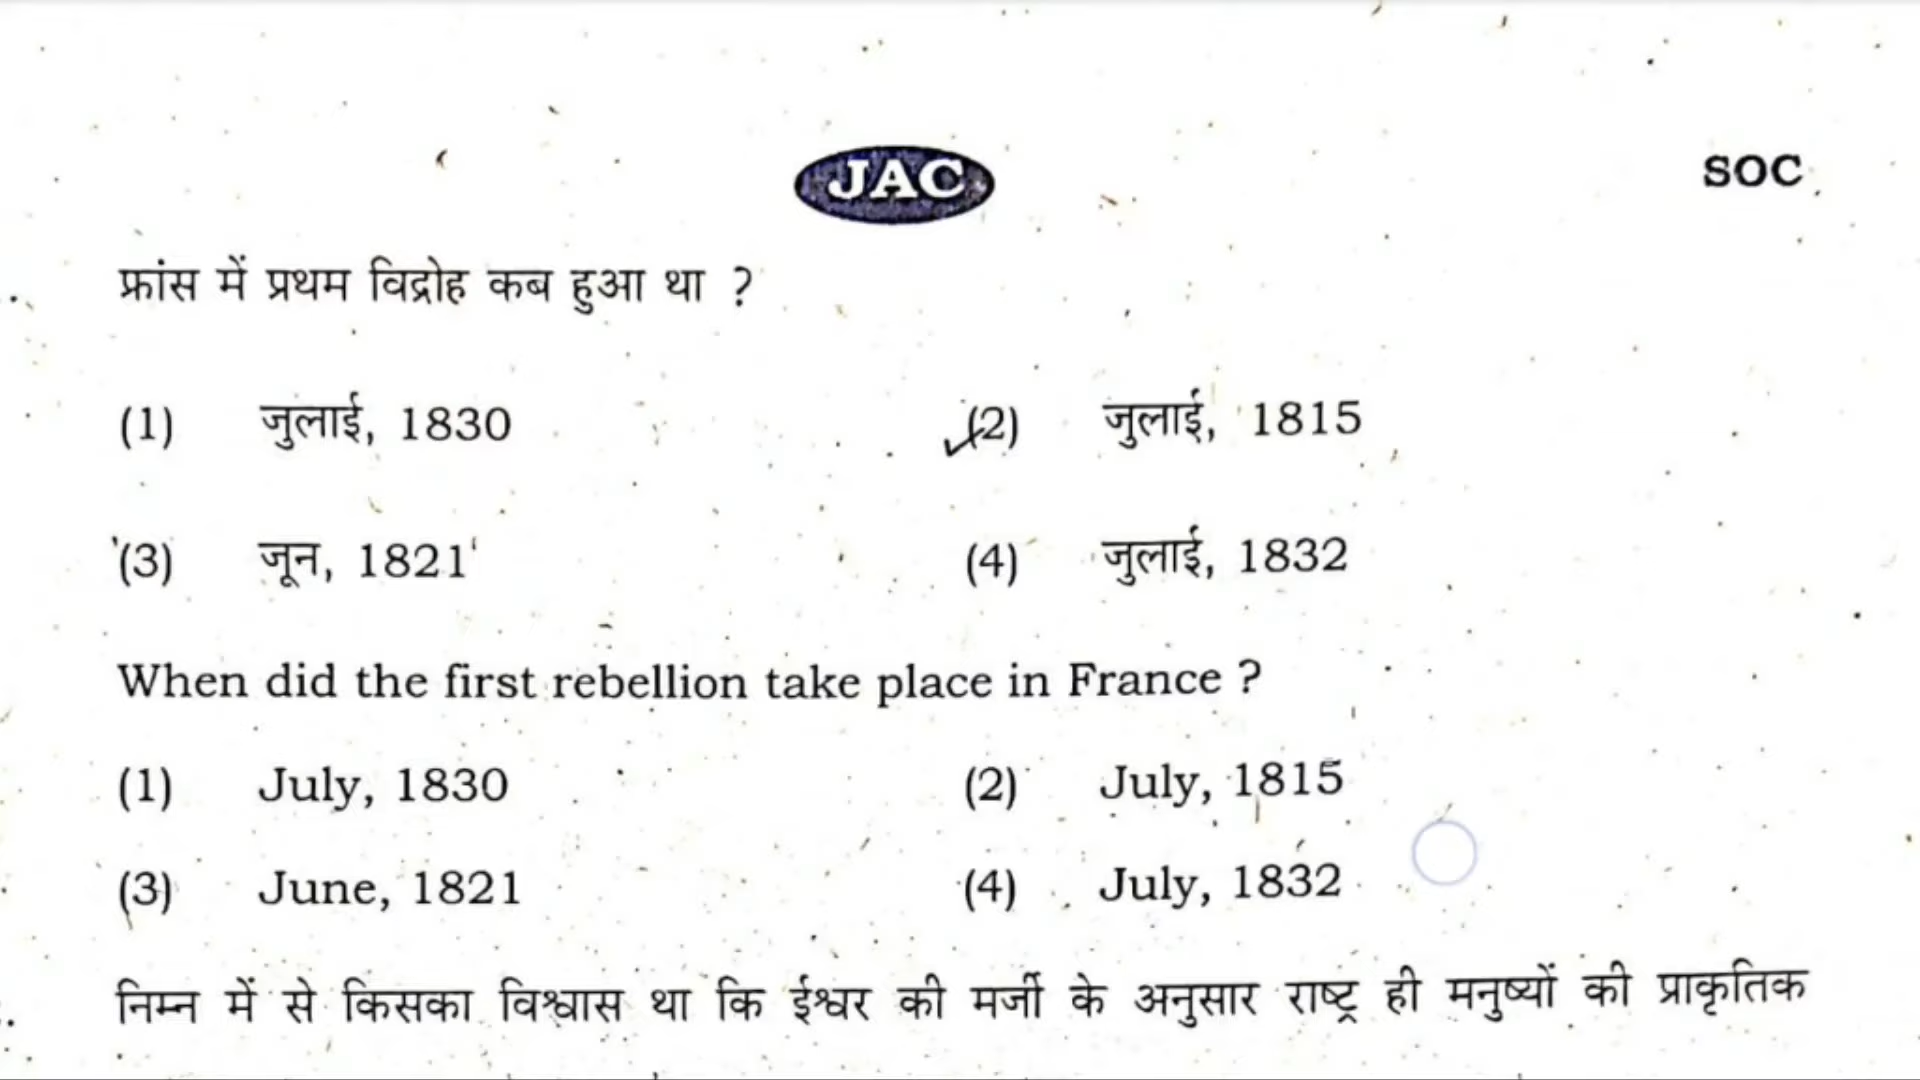 JAC
SOC
फ्रांस में प्रथम विद्रोह कब हुआ था ?
(1) जुलाई, 1830 (2) जुलाई, 1815
(3) जून, 1821 (4) जुलाई, 1832
When did the first rebellion take place in France ?
(1) July, 1830 (2) July, 1815
(3) June, 1821 (4) July, 1832
निम्न में से किसका विश्वास था कि ईश्वर की मर्जी के अनुसार राष्ट्र ही मनुष्यों की प्राकृतिक